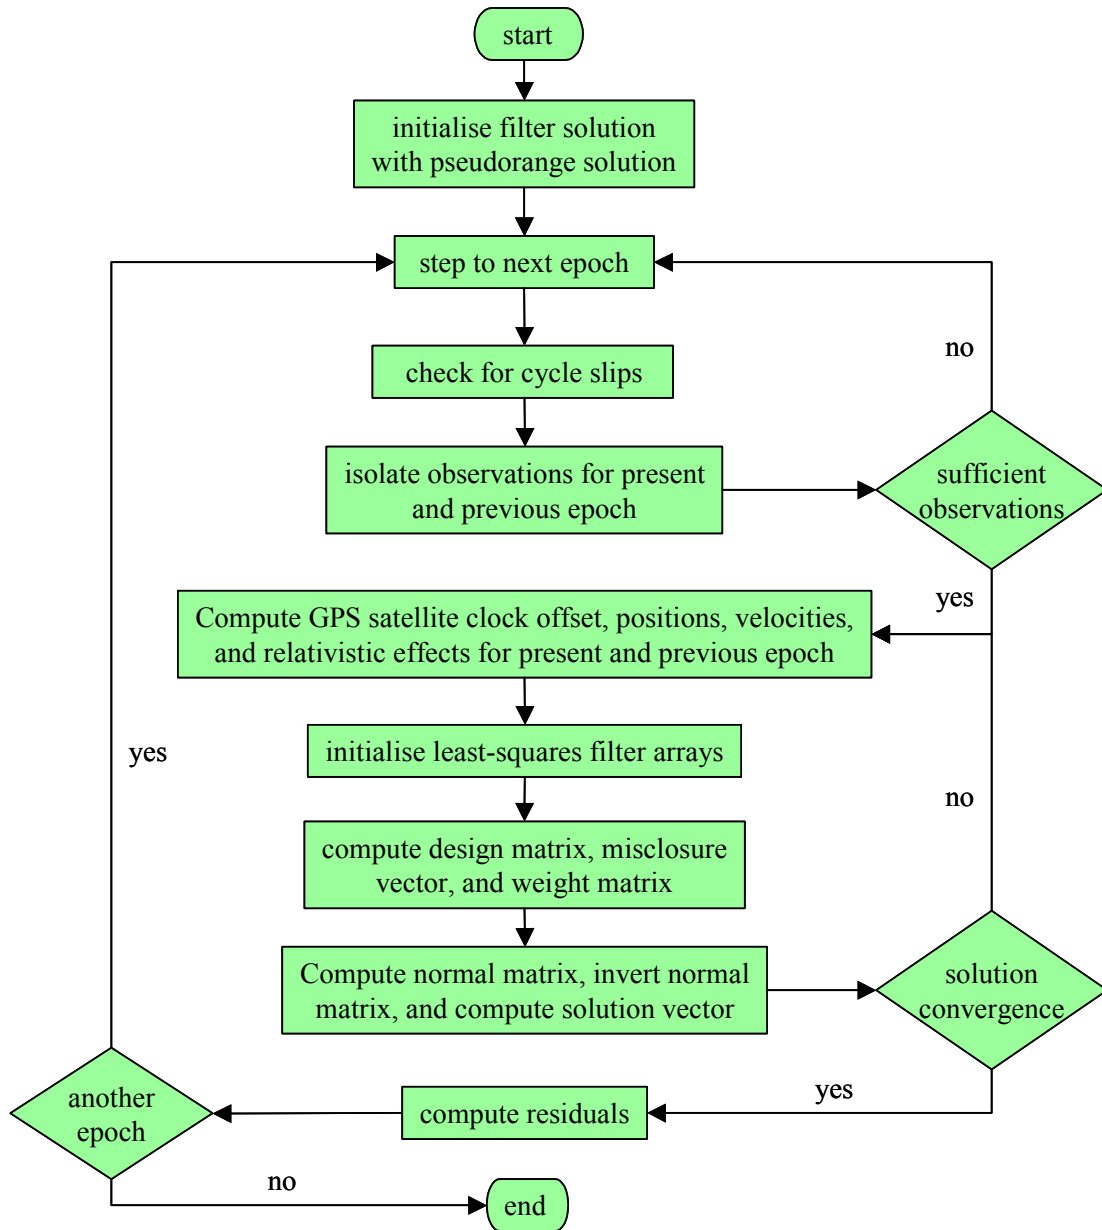 start
initialise filter solution
with pseudorange solution
step to next epoch
no
check for cycle slips
isolate observations for present
and previous epoch
sufficient
observations
yes
Compute GPS satellite clock offset, positions, velocities,
and relativistic effects for present and previous epoch
yes
initialise least-squares filter arrays
no
compute design matrix, misclosure
vector, and weight matrix
Compute normal matrix, invert normal
matrix, and compute solution vector
solution
convergence
yes
compute residuals
another
epoch
no
end